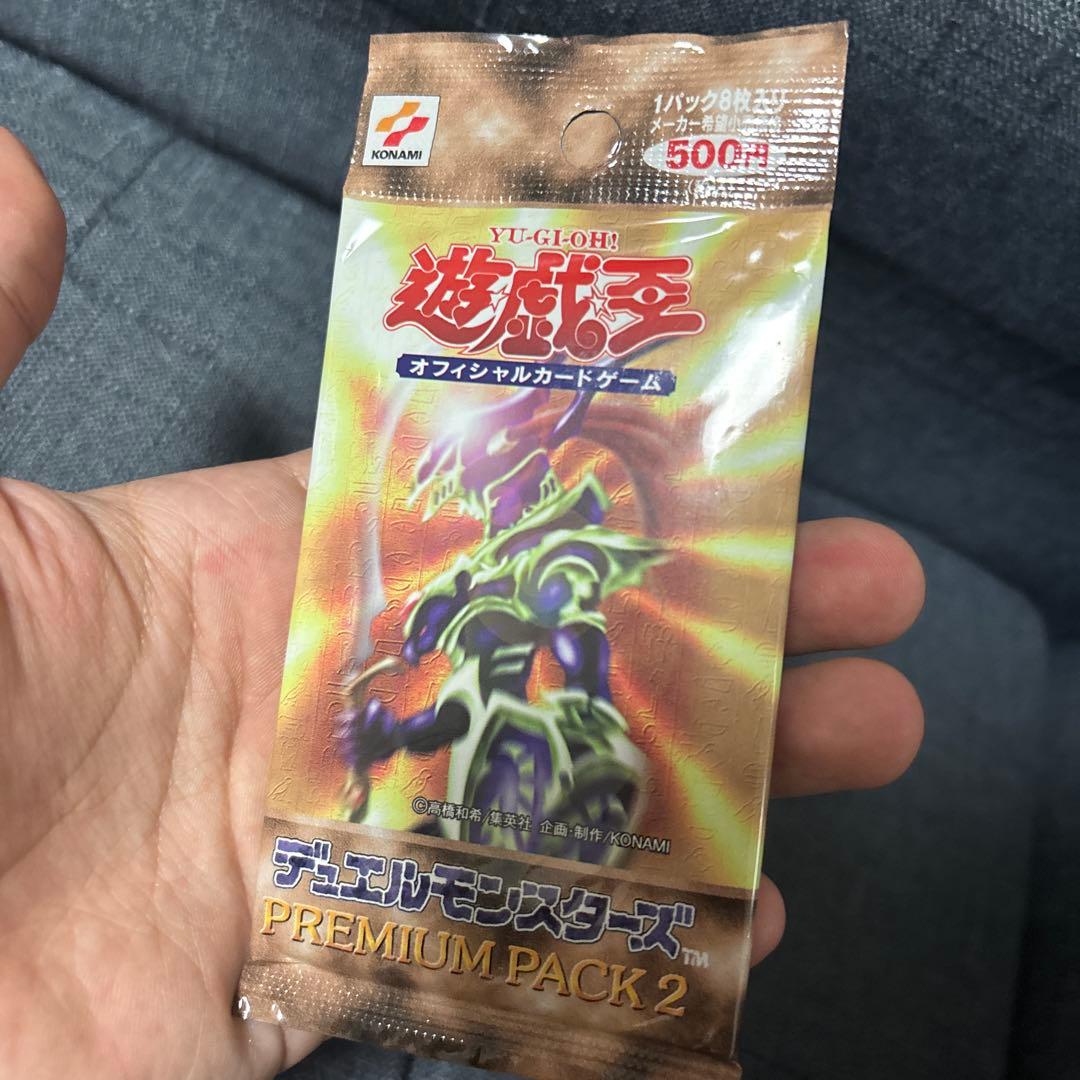 KONAMI
1パック8枚入り
メーカー希望小売価格
500円
YU-GI-OH!
遊☆戯☆王
オフィシャルカードゲーム
©高橋和希/集英社 企画・制作/KONAMI
デュエルモンスターズ™
PREMIUM PACK 2